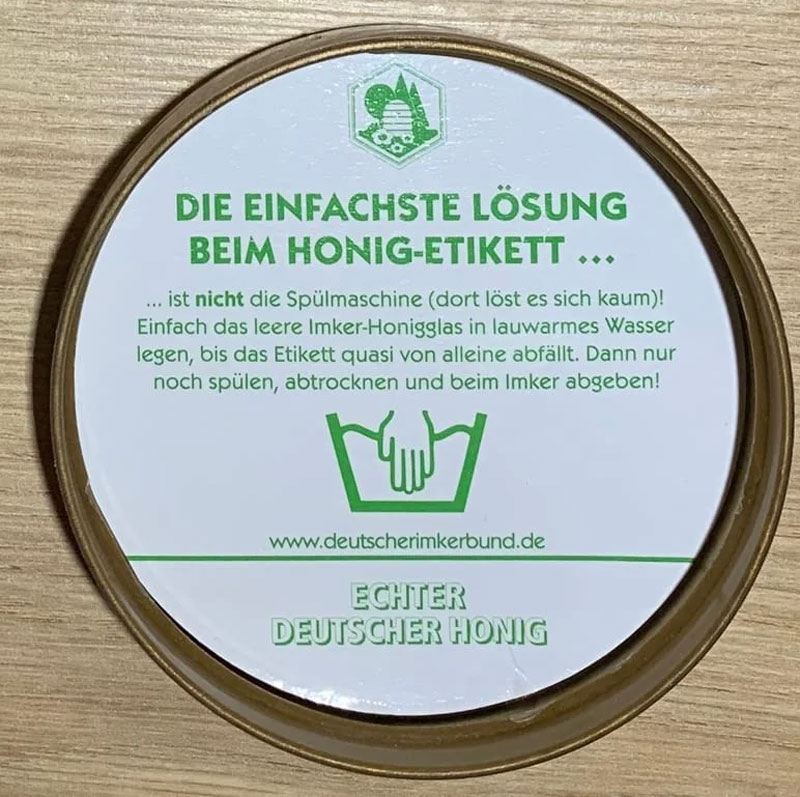 DIE EINFACHSTE LÖSUNG
BEIM HONIG-ETIKETT ...
... ist nicht die Spülmaschine (dort löst es sich kaum)!
Einfach das leere Imker-Honigglas in lauwarmes Wasser
legen, bis das Etikett quasi von alleine abfällt. Dann nur
noch spülen, abtrocknen und beim Imker abgeben!
www.deutscherimkerbund.de
ECHTER
DEUTSCHER HONIG